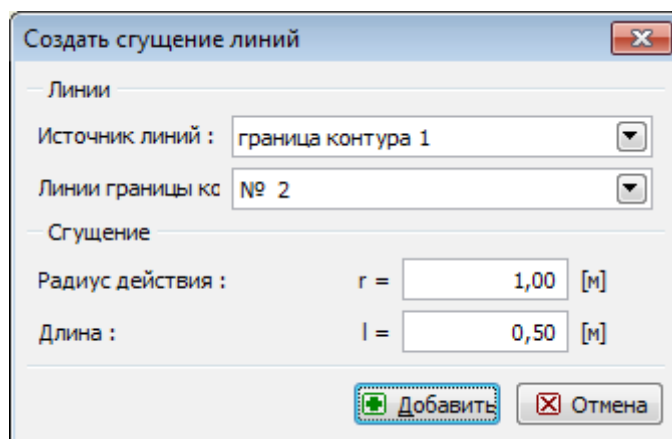 Создать сгущение линий
Линии
Источник линий : граница контура 1
Линии границы ко № 2
Сгущение
Радиус действия : r = 1,00 [м]
Длина : l = 0,50 [м]
Добавить Отмена